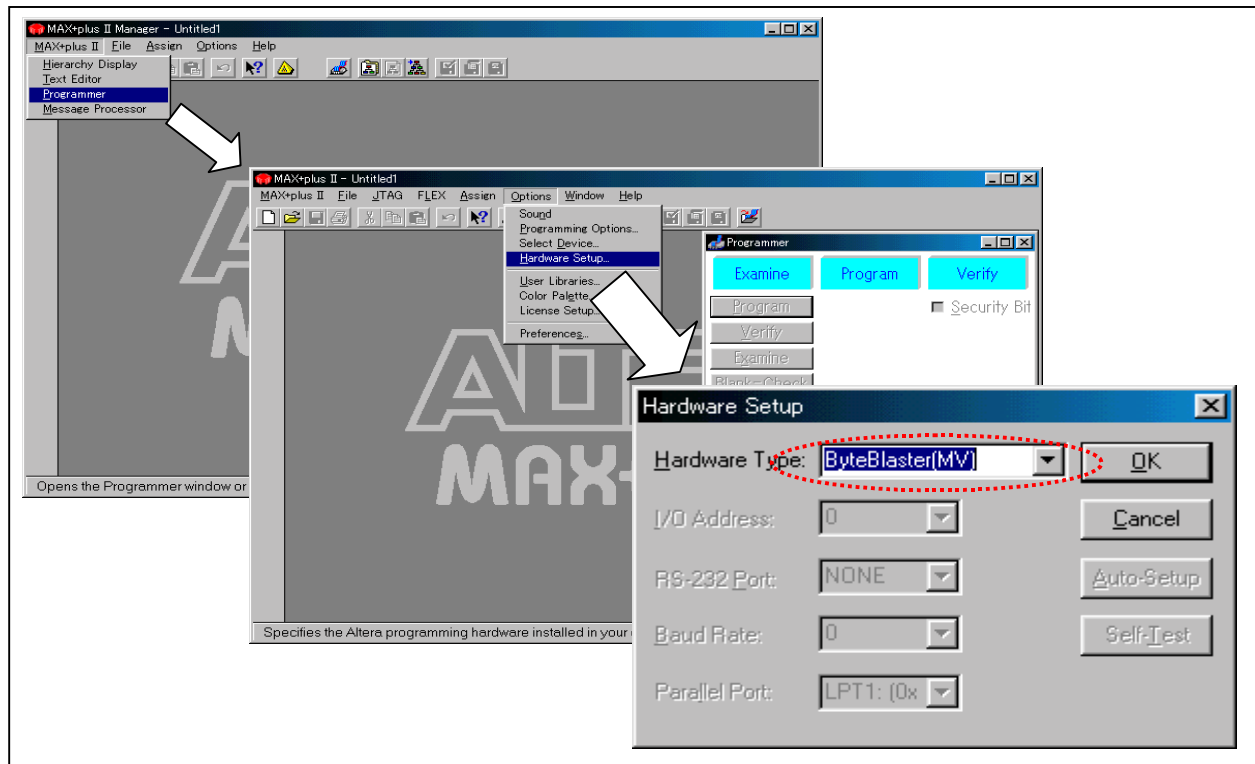 MAX+plus II Manager - Untitled1
MAX+plus II File Assign Options Help
Hierarchy Display
Text Editor
Programmer
Message Processor
Opens the Programmer window or
MAX+plus II - Untitled1
MAX+plus II File JTAG FLEX Assign Options Window Help
Sound
Programming Options...
Select Device...
Hardware Setup...
User Libraries...
Color Palette...
License Setup...
Preferences...
Specifies the Altera programming hardware installed in your
Programmer
Examine Program Verify
Program
Security Bit
Verify
Examine
Blank-Check
Hardware Setup
Hardware Type: ByteBlaster(MV) OK
I/O Address: 0 Cancel
RS-232 Port: NONE Auto-Setup
Baud Rate: 0 Self-Test
Parallel Port: LPT1: (0x